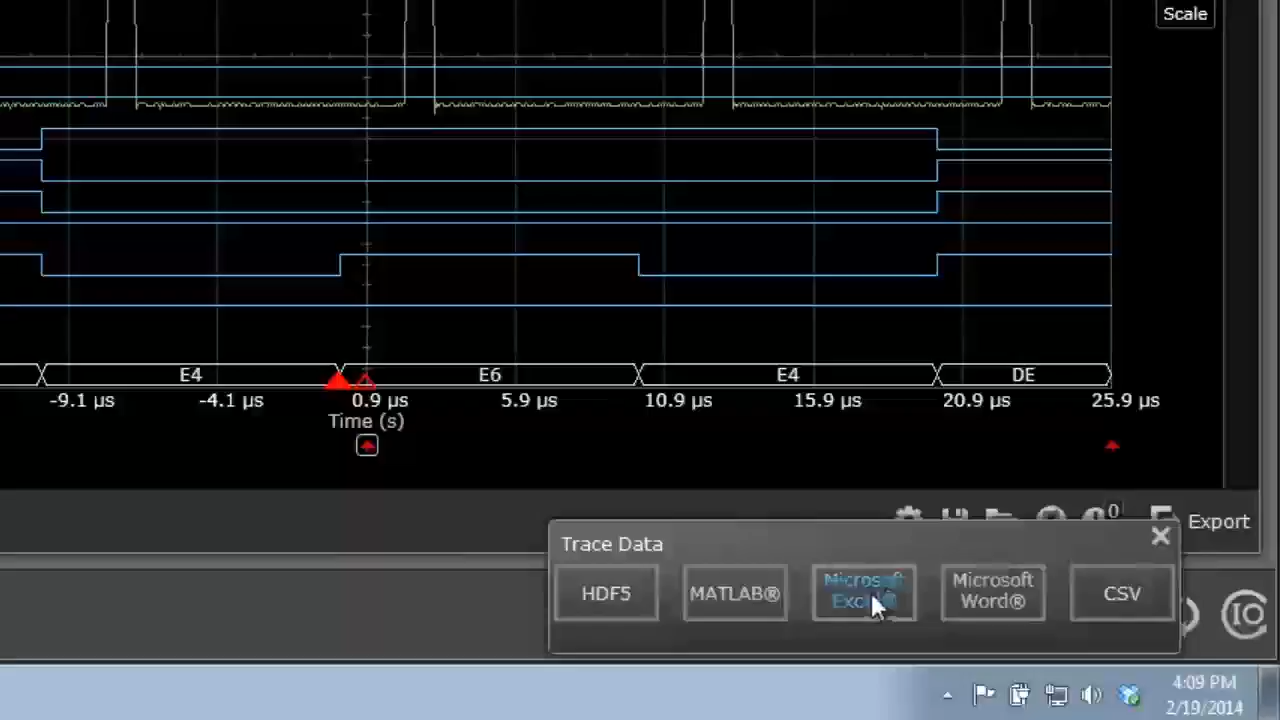 Scale
E4 E6 E4 DE
-9.1 µs -4.1 µs 0.9 µs 5.9 µs 10.9 µs 15.9 µs 20.9 µs 25.9 µs
Time (s)
0
Export
Trace Data
HDF5
MATLAB®
Microsoft
Excel®
Microsoft
Word®
CSV
4:09 PM
2/19/2014